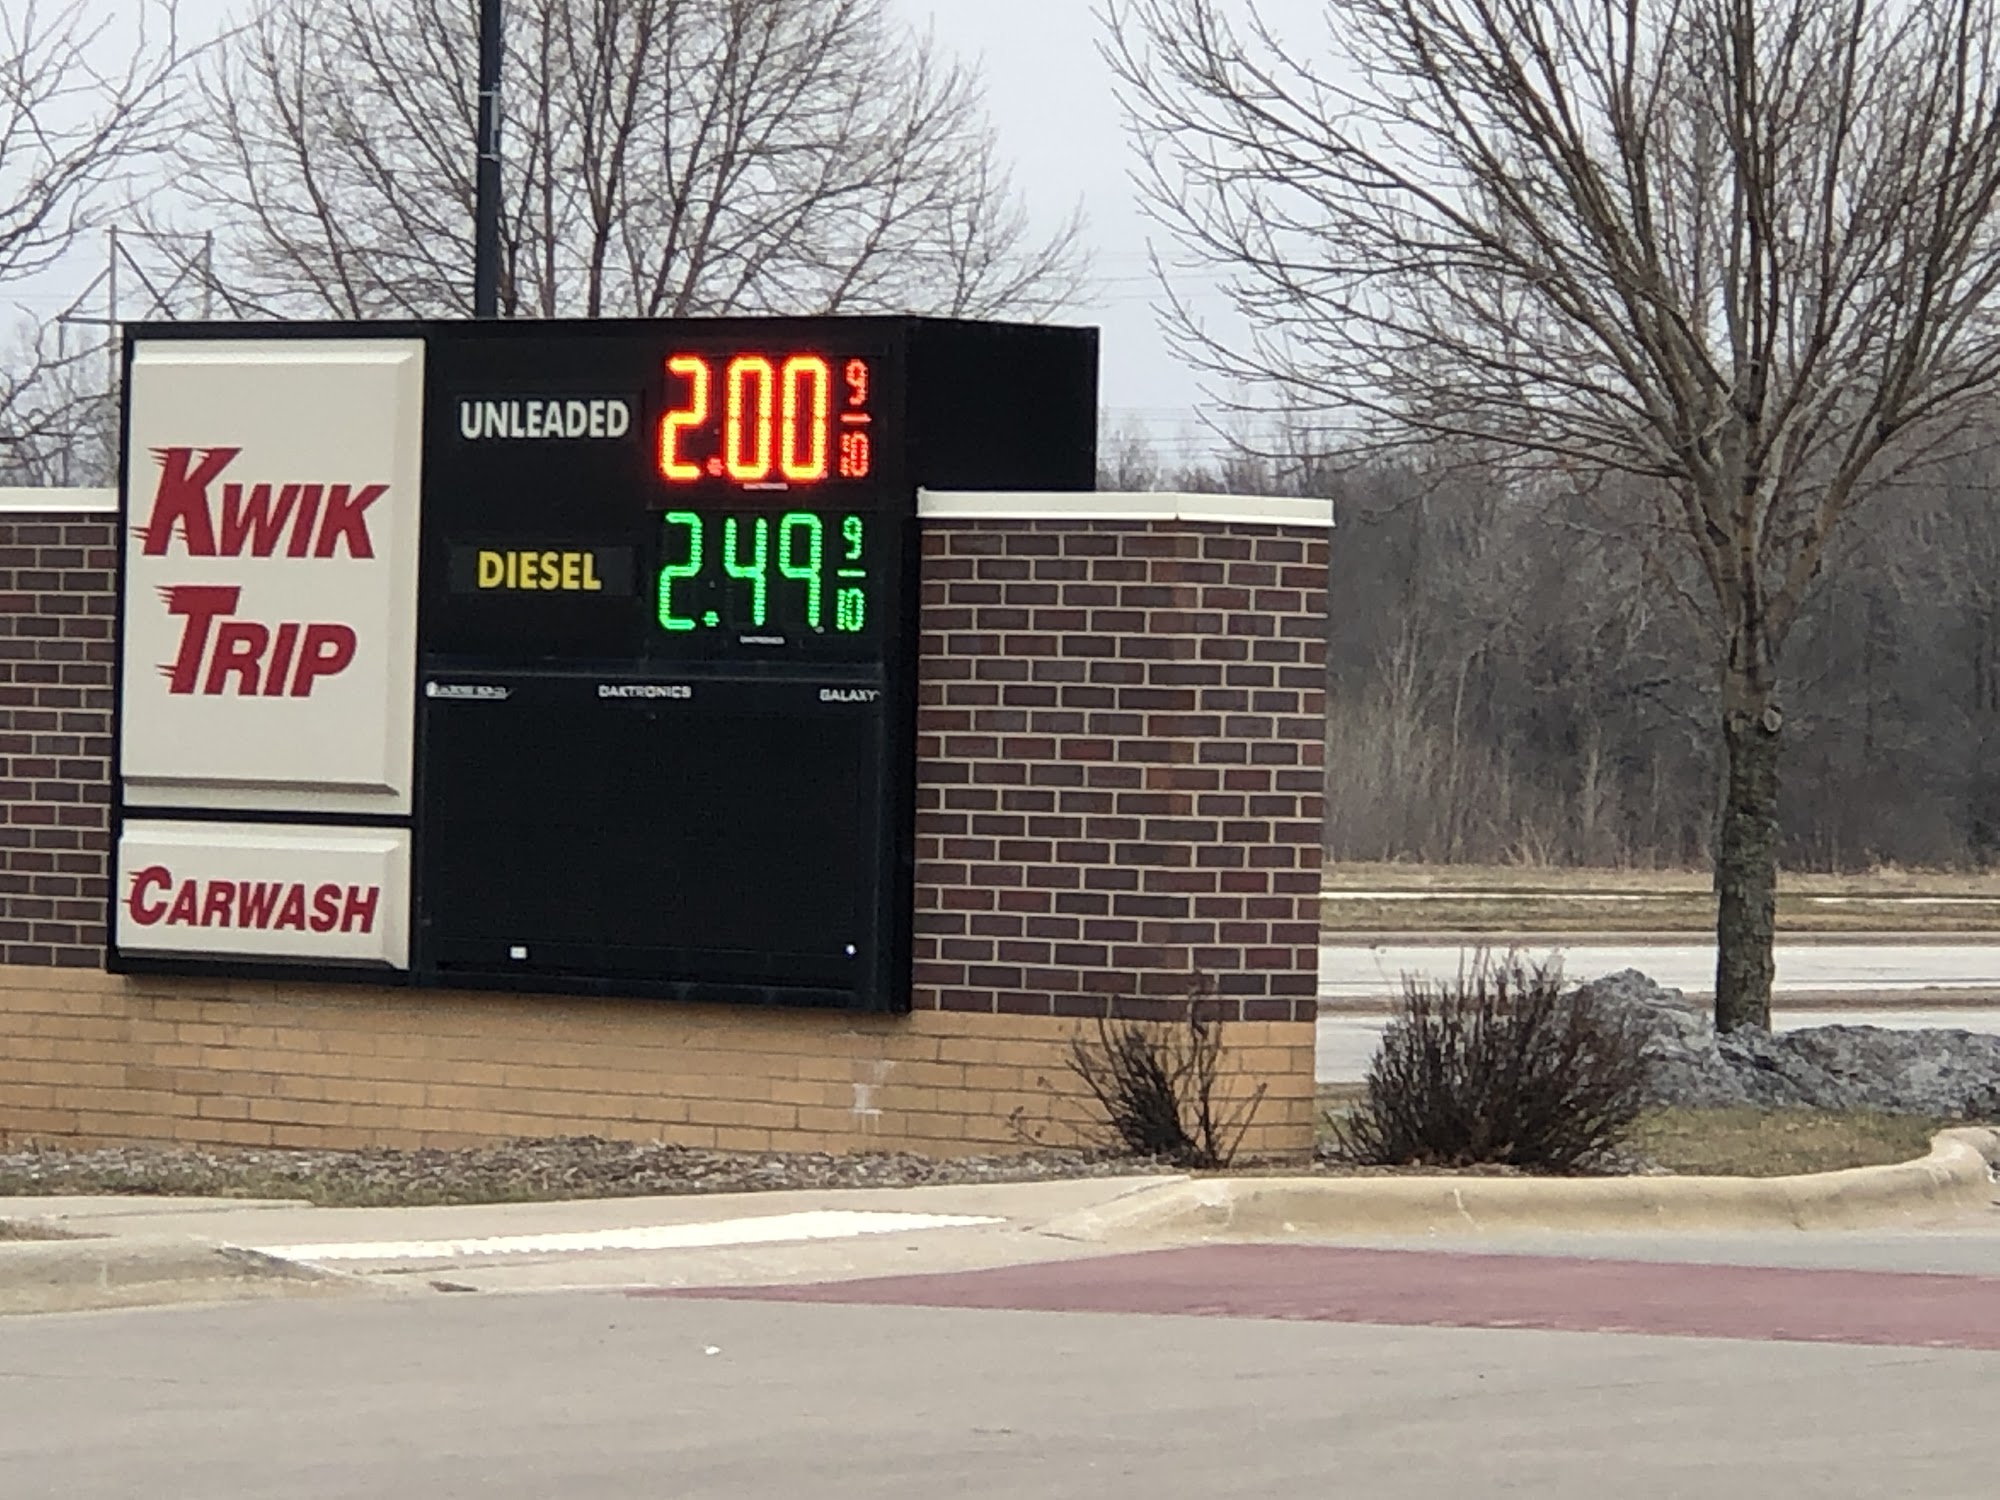 KWIK
TRIP
CARWASH
UNLEADED
2.00 9/10
DIESEL
2.49 9/10
DAKTRONICS
GALAXY